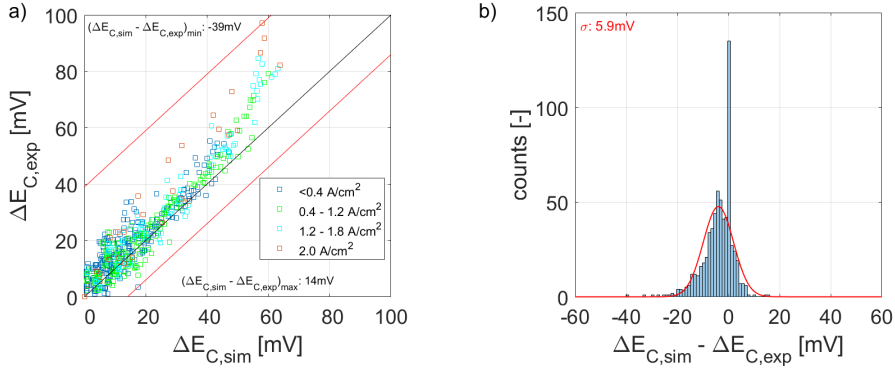 a)
(ΔE_C,sim - ΔE_C,exp)_min: -39mV
100
80
60
40
20
0
ΔE_C,exp [mV]
<0.4 A/cm²
0.4 - 1.2 A/cm²
1.2 - 1.8 A/cm²
2.0 A/cm²
(ΔE_C,sim - ΔE_C,exp)_max: 14mV
0 20 40 60 80 100
ΔE_C,sim [mV]
b)
σ: 5.9mV
150
100
50
0
counts [-]
-60 -40 -20 0 20 40 60
ΔE_C,sim - ΔE_C,exp [mV]